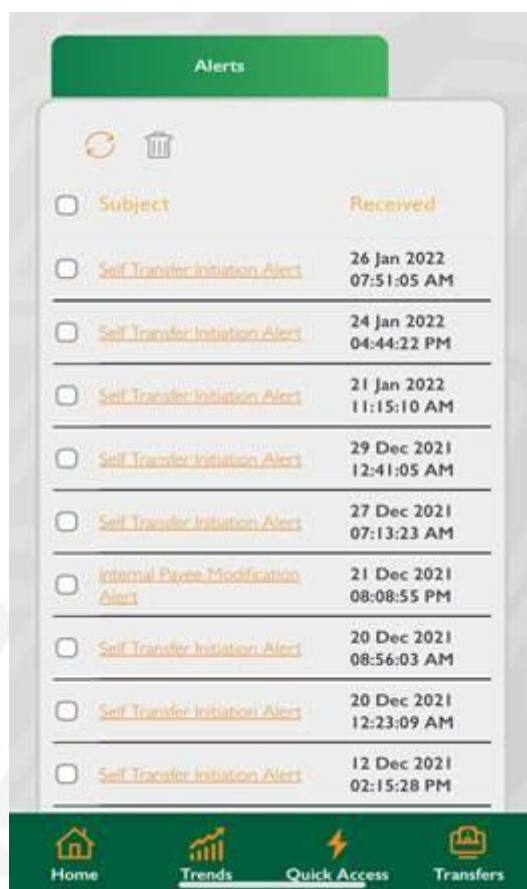 Alerts
Subject Received
Self Transfer Initiation Alert 26 Jan 2022
07:51:05 AM
Self Transfer Initiation Alert 24 Jan 2022
04:44:22 PM
Self Transfer Initiation Alert 21 Jan 2022
11:15:10 AM
Self Transfer Initiation Alert 29 Dec 2021
12:41:05 AM
Self Transfer Initiation Alert 27 Dec 2021
07:13:23 AM
Internal Payee Modification 21 Dec 2021
Alert 08:08:55 PM
Self Transfer Initiation Alert 20 Dec 2021
08:56:03 AM
Self Transfer Initiation Alert 20 Dec 2021
12:23:09 AM
Self Transfer Initiation Alert 12 Dec 2021
02:15:28 PM
Home Trends Quick Access Transfers